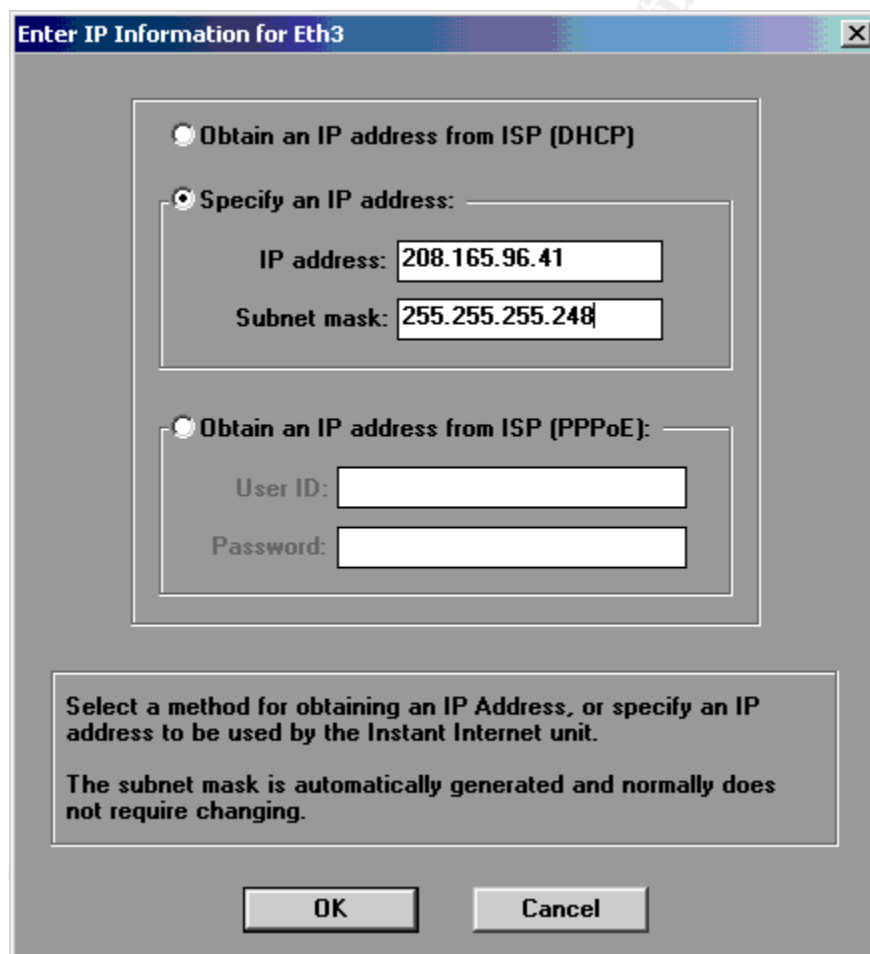 Enter IP Information for Eth3
Obtain an IP address from ISP (DHCP)
Specify an IP address:
IP address: 208.165.96.41
Subnet mask: 255.255.255.248
Obtain an IP address from ISP (PPPoE):
User ID:
Password:
Select a method for obtaining an IP Address, or specify an IP
address to be used by the Instant Internet unit.
The subnet mask is automatically generated and normally does
not require changing.
OK Cancel